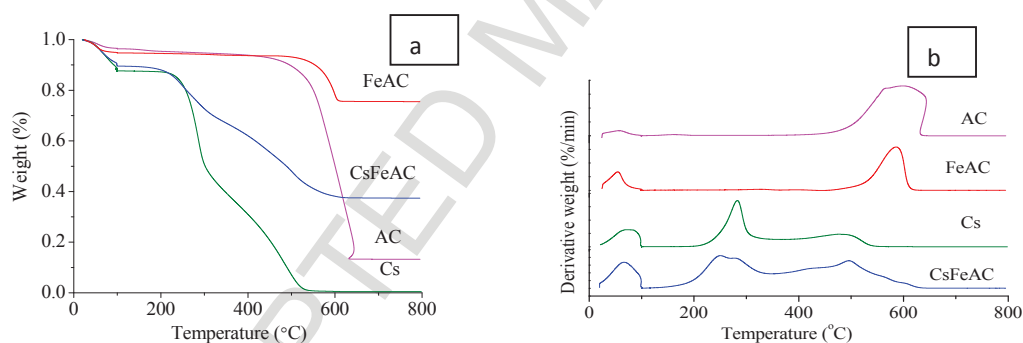 a
1.0
0.8
0.6
0.4
0.2
0.0
Weight (%)
FeAC
CsFeAC
AC
Cs
0 200 400 600 800
Temperature (°C)
b
AC
FeAC
Cs
CsFeAC
Derivative weight (%/min)
0 200 400 600 800
Temperature (°C)
PTED M